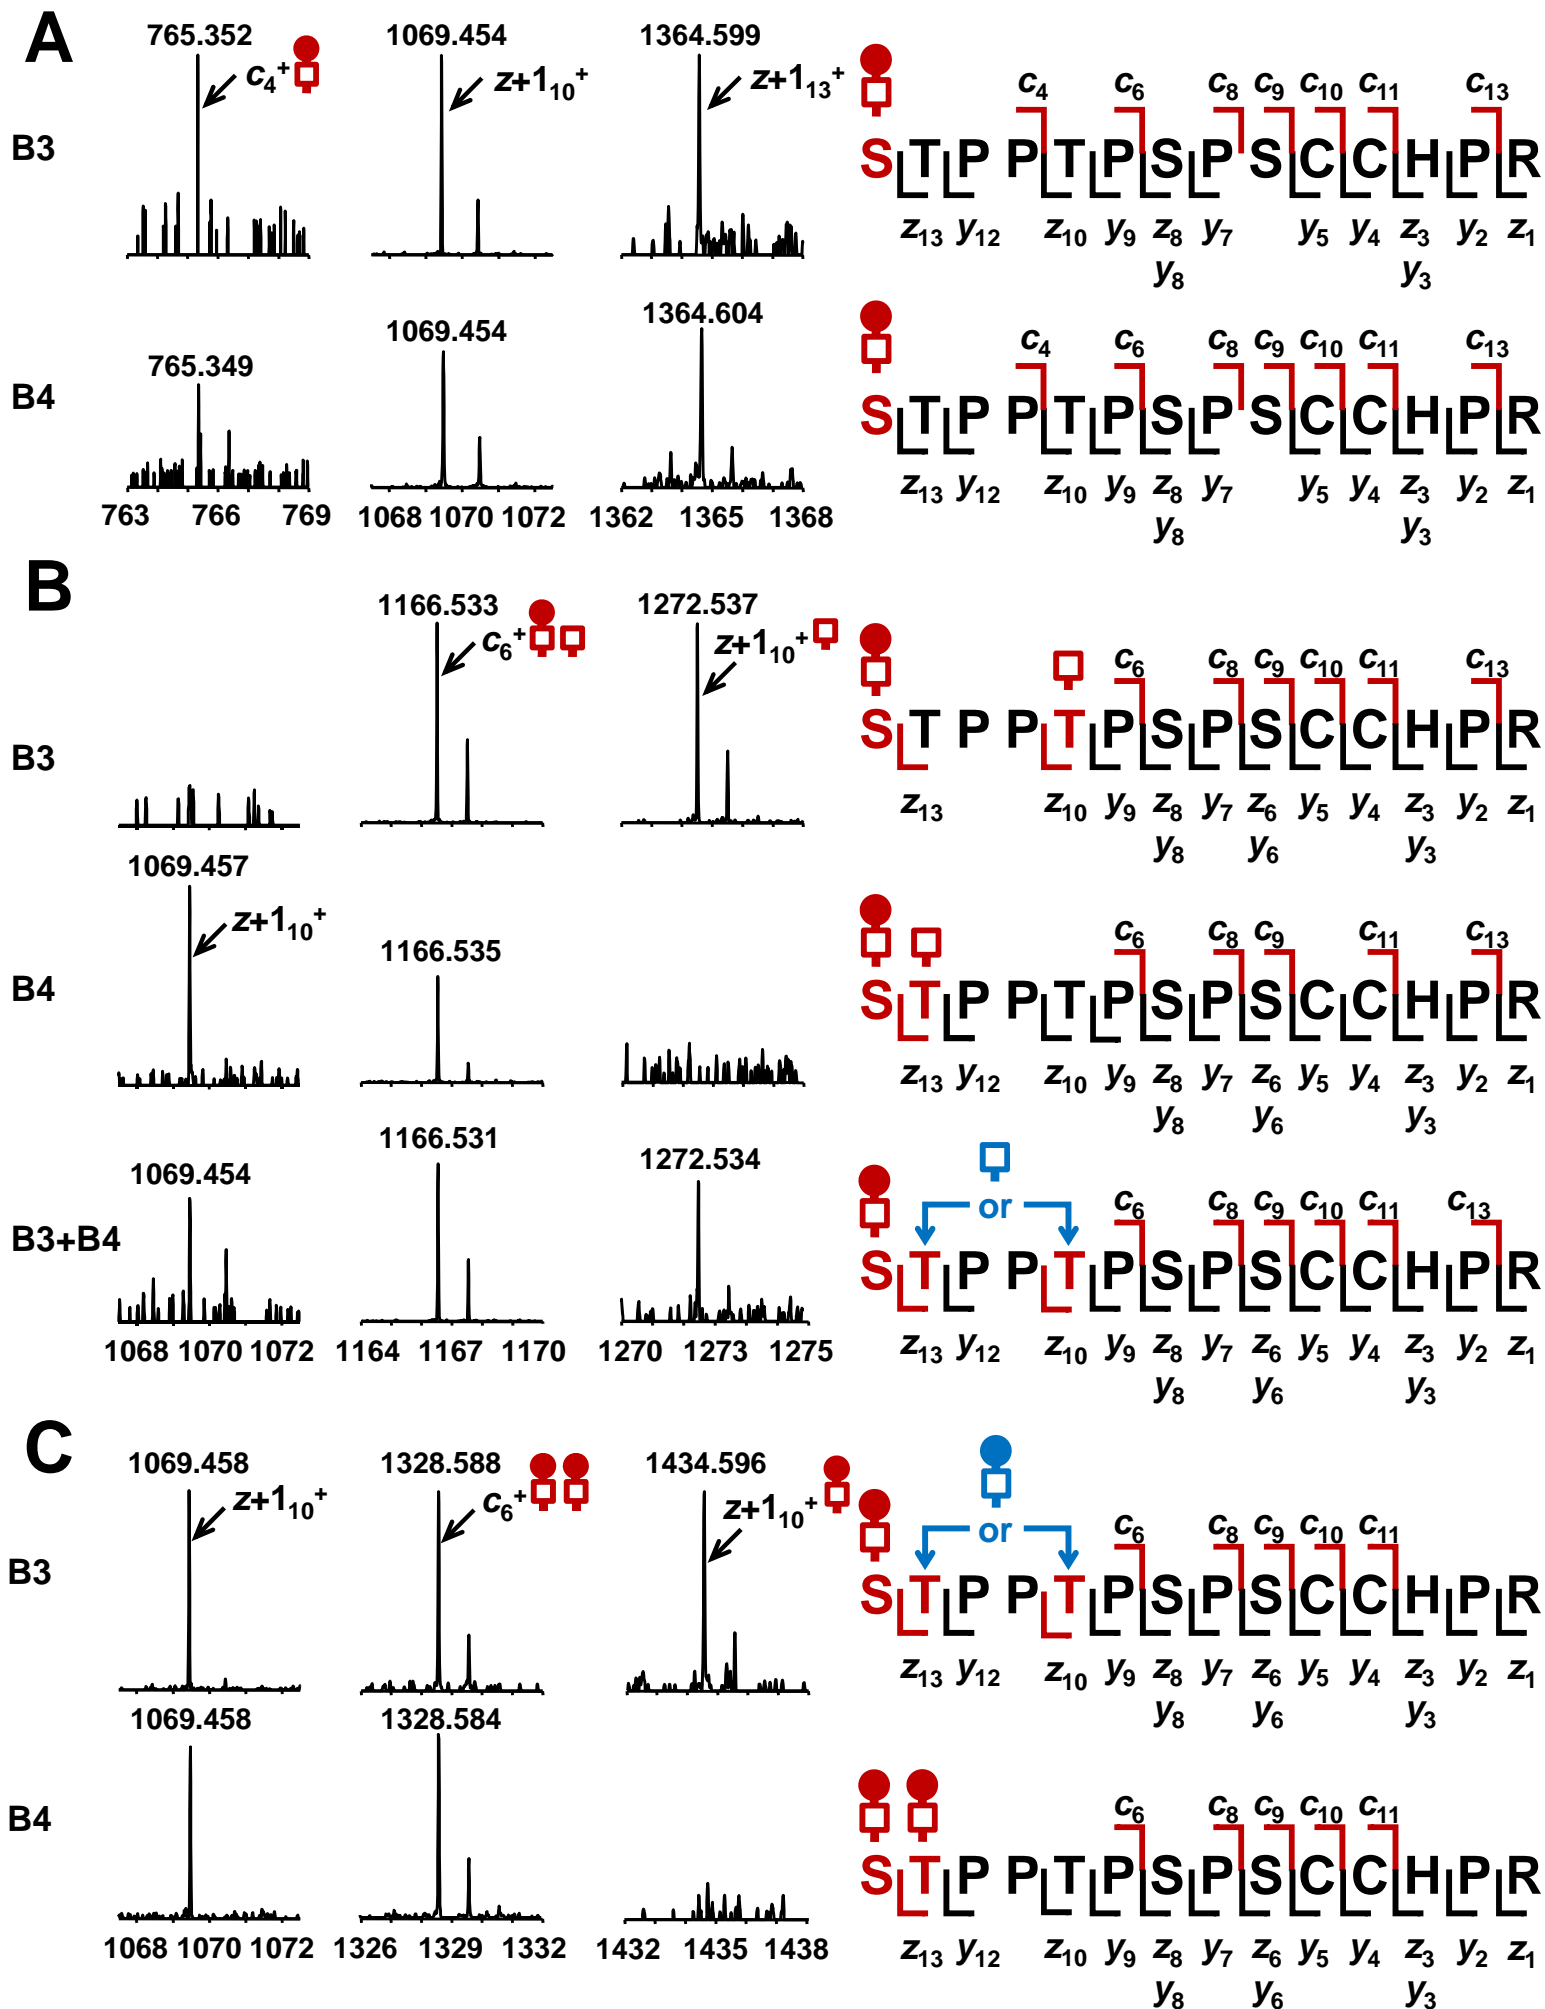 A
765.352
c4+
1069.454
z+110+
1364.599
z+113+
B3
c4 c6 c8 c9 c10 c11 c13
S T P P T P S P S C C H P R
z13 y12 z10 y9 z8 y7 y5 y4 z3 y2 z1
y8 y3
B4
765.349
1069.454
1364.604
763 766 769
1068 1070 1072
1362 1365 1368
c4 c6 c8 c9 c10 c11 c13
S T P P T P S P S C C H P R
z13 y12 z10 y9 z8 y7 y5 y4 z3 y2 z1
y8 y3
B
B3
1166.533
c6+
1272.537
z+110+
c6 c8 c9 c10 c11 c13
S T P P T P S P S C C H P R
z13 z10 y9 z8 y7 z6 y5 y4 z3 y2 z1
y8 y6 y3
B4
1069.457
z+110+
1166.535
c6 c8 c9 c11 c13
S T P P T P S P S C C H P R
z13 y12 z10 y9 z8 y7 z6 y5 y4 z3 y2 z1
y8 y6 y3
B3+B4
1069.454
1166.531
1272.534
1068 1070 1072
1164 1167 1170
1270 1273 1275
or
c6 c8 c9 c10 c11 c13
S T P P T P S P S C C H P R
z13 y12 z10 y9 z8 y7 z6 y5 y4 z3 y2 z1
y8 y6 y3
C
B3
1069.458
z+110+
1328.588
c6+
1434.596
z+110+
or
c6 c8 c9 c10 c11
S T P P T P S P S C C H P R
z13 y12 z10 y9 z8 y7 z6 y5 y4 z3 y2 z1
y8 y6 y3
B4
1069.458
1328.584
1068 1070 1072
1326 1329 1332
1432 1435 1438
c6 c8 c9 c10 c11
S T P P T P S P S C C H P R
z13 y12 z10 y9 z8 y7 z6 y5 y4 z3 y2 z1
y8 y6 y3